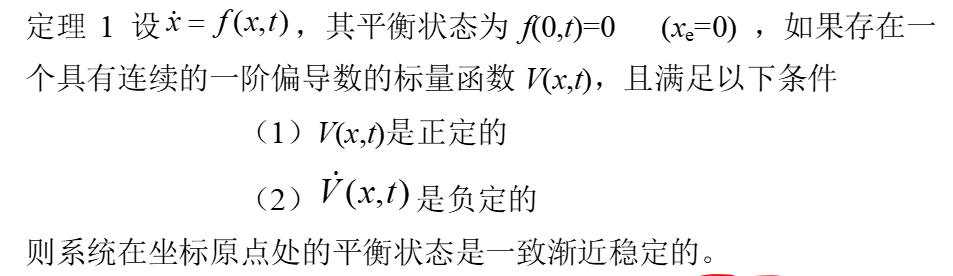 定理 1 设 ẋ = f(x,t)，其平衡状态为 f(0,t)=0 (xₑ=0)，如果存在一
个具有连续的一阶偏导数的标量函数 V(x,t)，且满足以下条件
（1）V(x,t)是正定的
（2）V̇(x,t) 是负定的
则系统在坐标原点处的平衡状态是一致渐近稳定的。